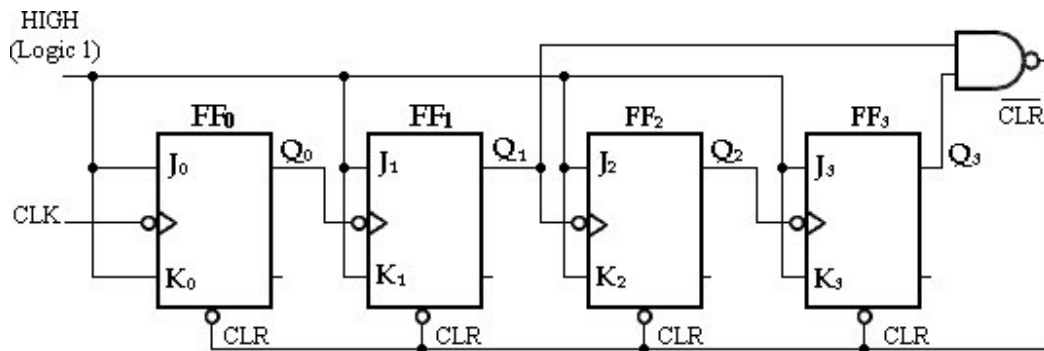 HIGH
(Logic 1)
FF₀ FF₁ FF₂ FF₃
CLR
J₀ Q₀ J₁ Q₁ J₂ Q₂ J₃ Q₃
CLK
K₀ K₁ K₂ K₃
CLR CLR CLR CLR